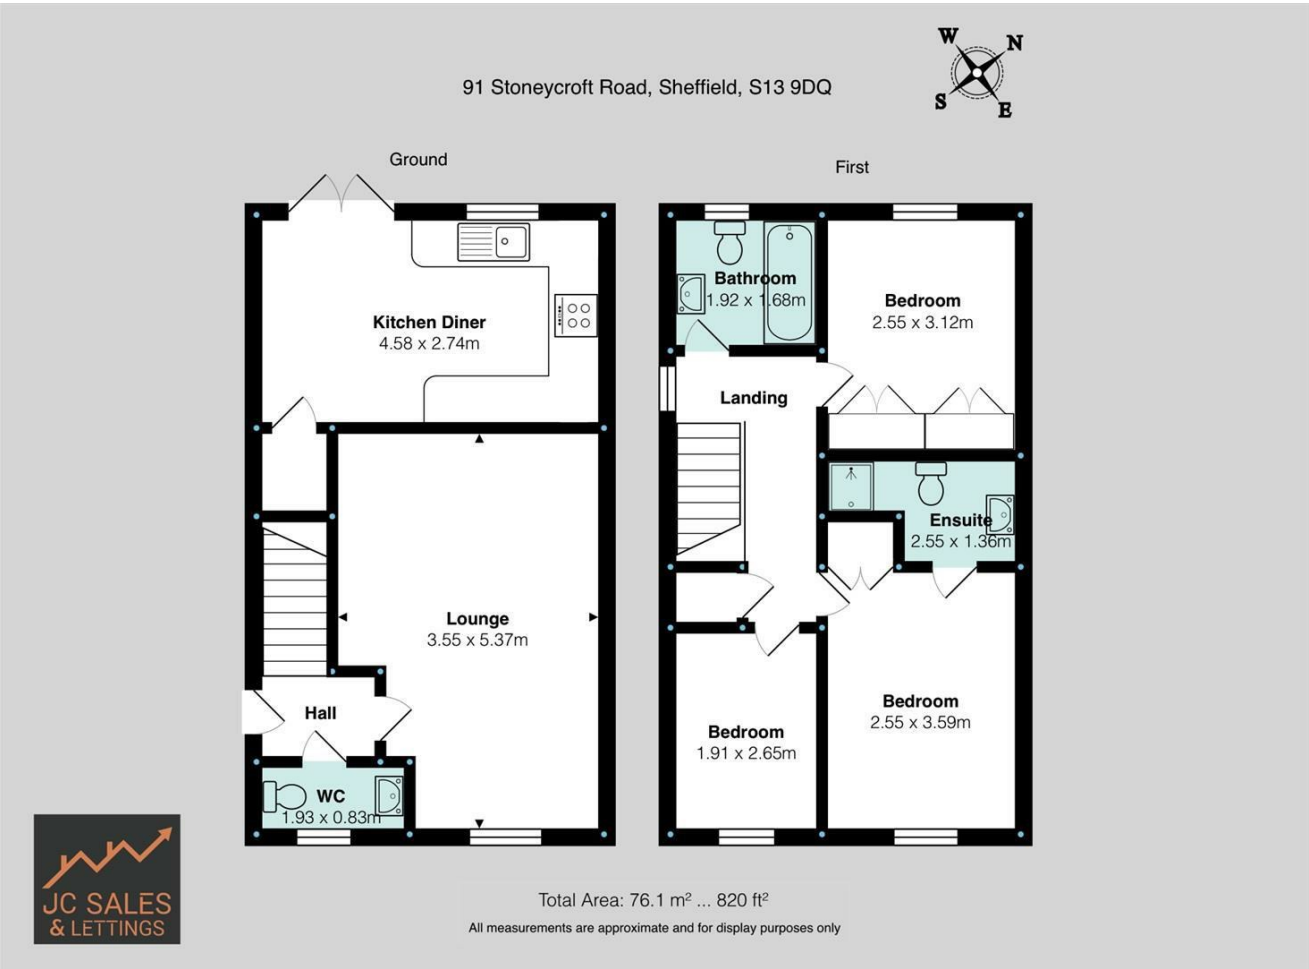 W
N
S
E
91 Stoneycroft Road, Sheffield, S13 9DQ
Ground
First
Kitchen Diner
4.58 x 2.74m
Lounge
3.55 x 5.37m
Hall
WC
1.93 x 0.83m
Bathroom
1.92 x 1.68m
Bedroom
2.55 x 3.12m
Landing
Ensuite
2.55 x 1.36m
Bedroom
1.91 x 2.65m
Bedroom
2.55 x 3.59m
JC SALES
& LETTINGS
Total Area: 76.1 m² ... 820 ft²
All measurements are approximate and for display purposes only